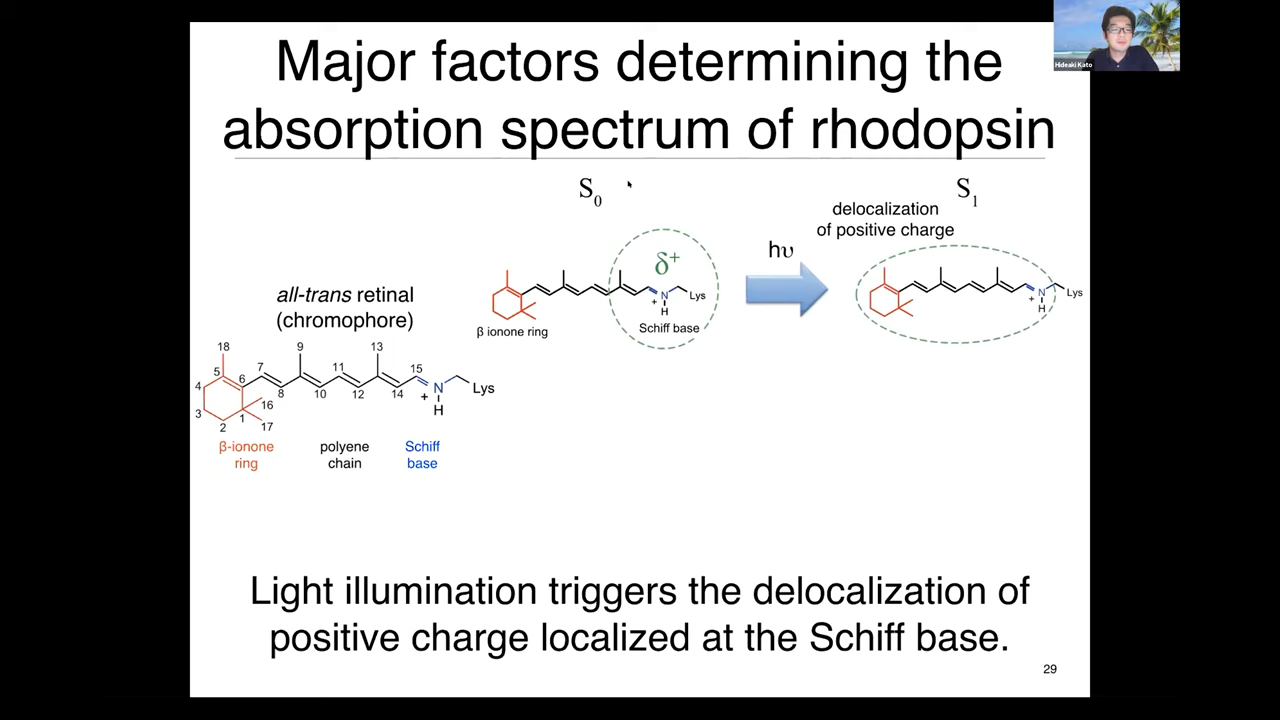 Major factors determining the
absorption spectrum of rhodopsin
Hideaki Kato
S0
S1
delocalization
of positive charge
hυ
δ+
+
N
H
Lys
β ionone ring
Schiff base
+
N
H
Lys
all-trans retinal
(chromophore)
18
9
13
5
6
7
11
15
4
8
10
12
14
N
Lys
+
H
3
16
1
2
17
β-ionone
ring
polyene
chain
Schiff
base
Light illumination triggers the delocalization of
positive charge localized at the Schiff base.
29